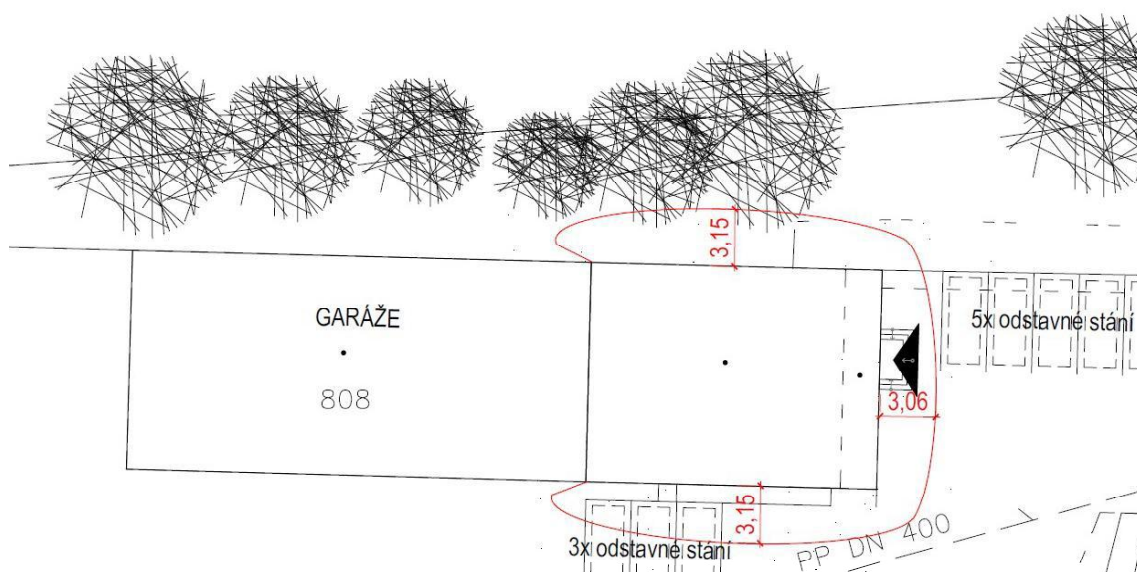 3,15
GARÁŽE
5x odstavné stání
808
3,06
3,15
3x odstavné stání
PP DN 400